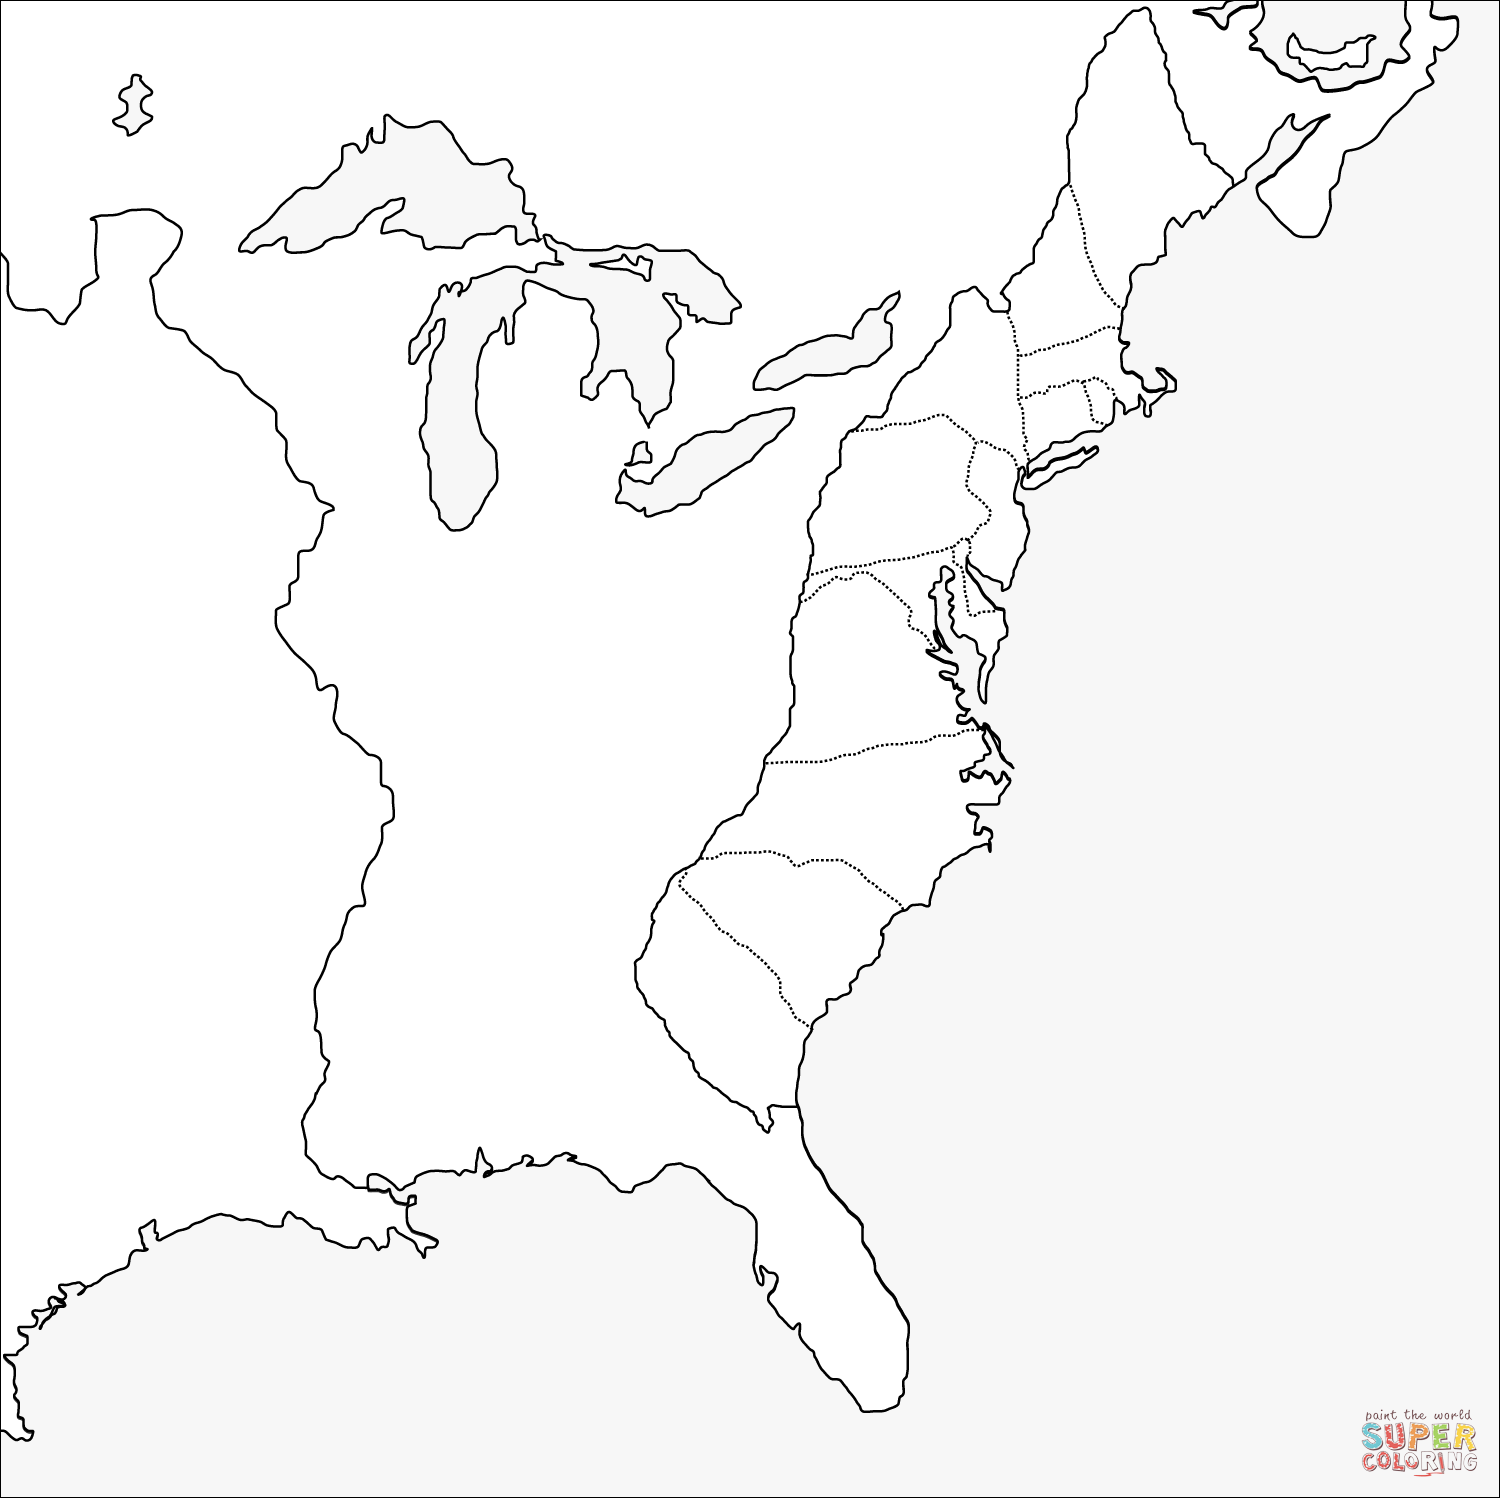 paint the world
SUPER
COLORING